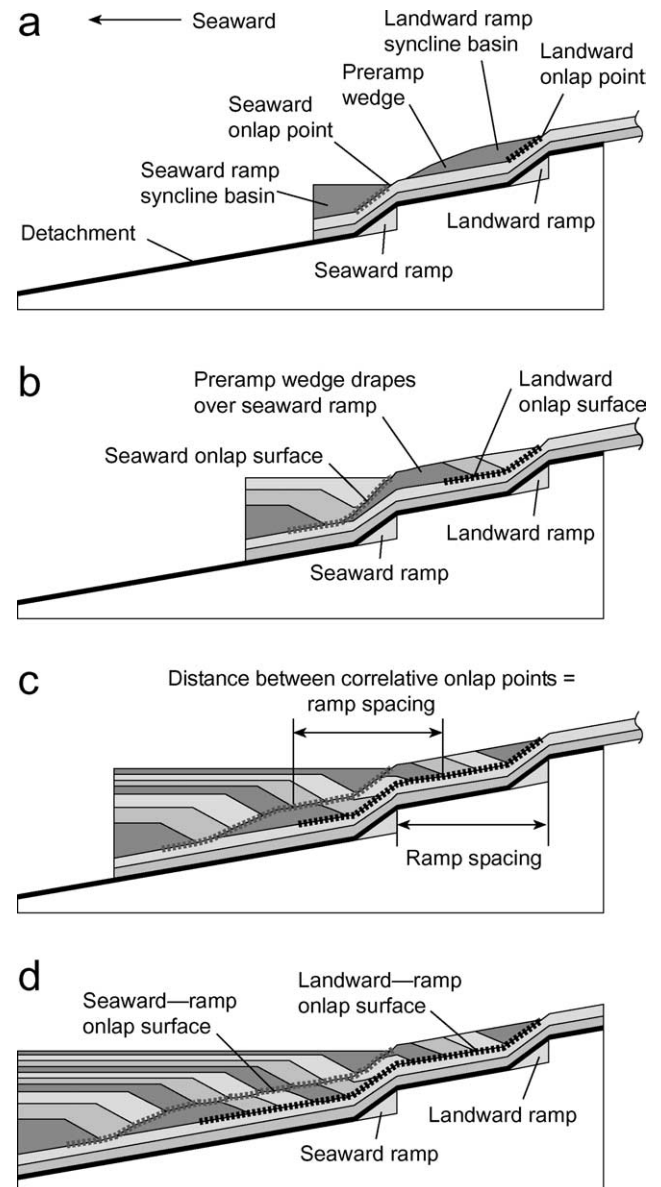 a
Seaward
Landward ramp
syncline basin
Landward
onlap point
Preramp
wedge
Seaward
onlap point
Seaward ramp
syncline basin
Detachment
Landward ramp
Seaward ramp
b
Preramp wedge drapes
over seaward ramp
Landward
onlap surface
Seaward onlap surface
Landward ramp
Seaward ramp
c
Distance between correlative onlap points =
ramp spacing
Ramp spacing
d
Seaward—ramp
onlap surface
Landward—ramp
onlap surface
Landward ramp
Seaward ramp